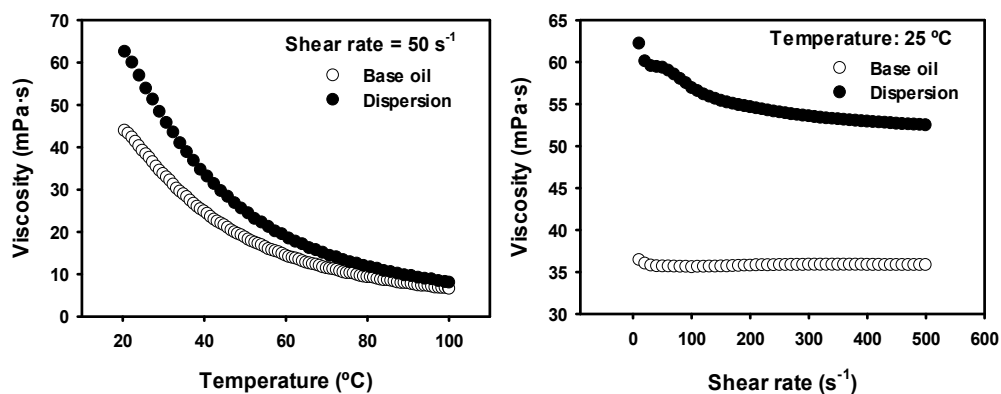 Viscosity (mPa·s)
70
60
50
40
30
20
10
0
Shear rate = 50 s⁻¹
Base oil
Dispersion
20
40
60
80
100
Temperature (ºC)
Viscosity (mPa·s)
65
60
55
50
45
40
35
30
Temperature: 25 ºC
Base oil
Dispersion
0
100
200
300
400
500
600
Shear rate (s⁻¹)